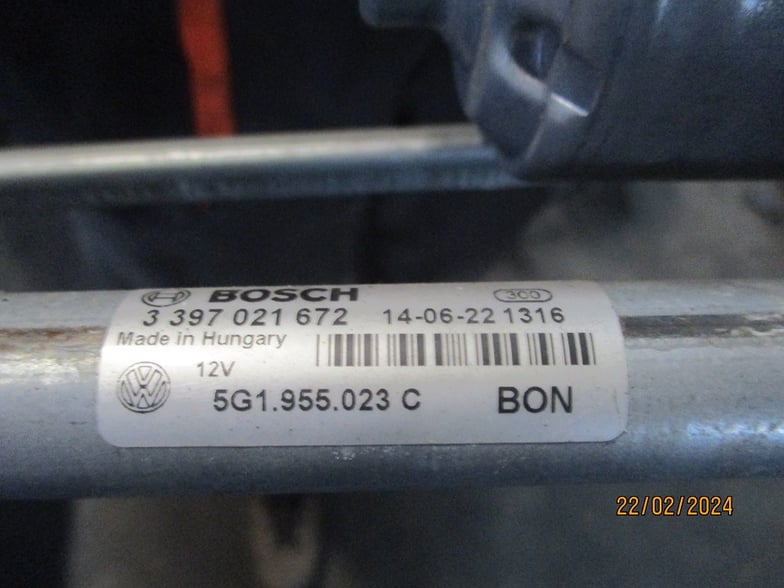 BOSCH 300
3 397 021 672 14-06-22 1316
Made in Hungary
12V
5G1.955.023 C BON
22/02/2024